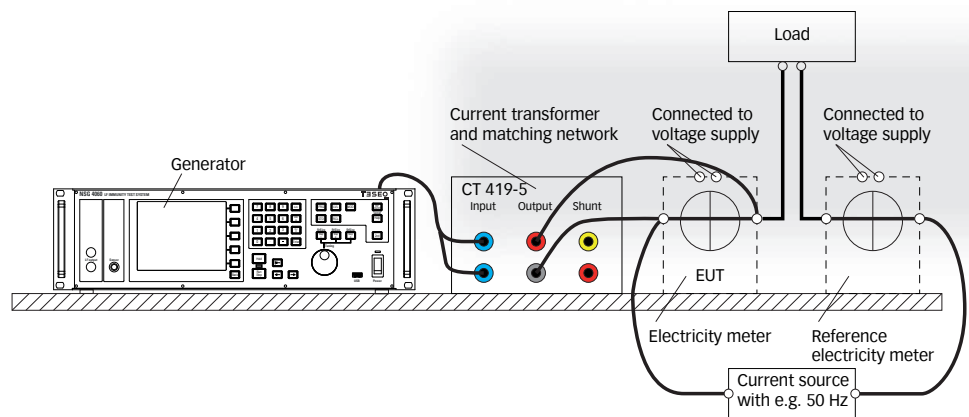 Load
Current transformer
and matching network
Connected to
voltage supply
Connected to
voltage supply
Generator
NSG 4060
TESEQ
CT 419-5
Input
Output
Shunt
EUT
Electricity meter
Reference
electricity meter
Current source
with e.g. 50 Hz